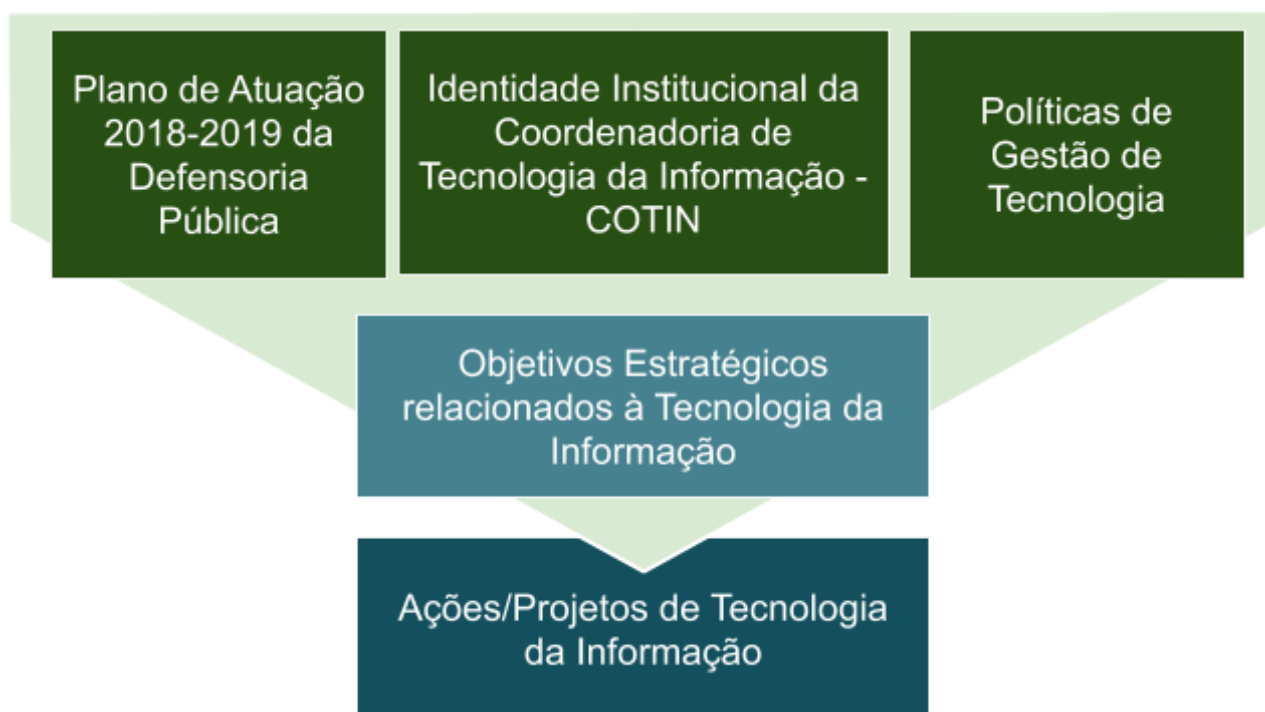 Plano de Atuação
2018-2019 da
Defensoria
Pública
Identidade Institucional da
Coordenadoria de
Tecnologia da Informação -
COTIN
Políticas de
Gestão de
Tecnologia
Objetivos Estratégicos
relacionados à Tecnologia da
Informação
Ações/Projetos de Tecnologia
da Informação